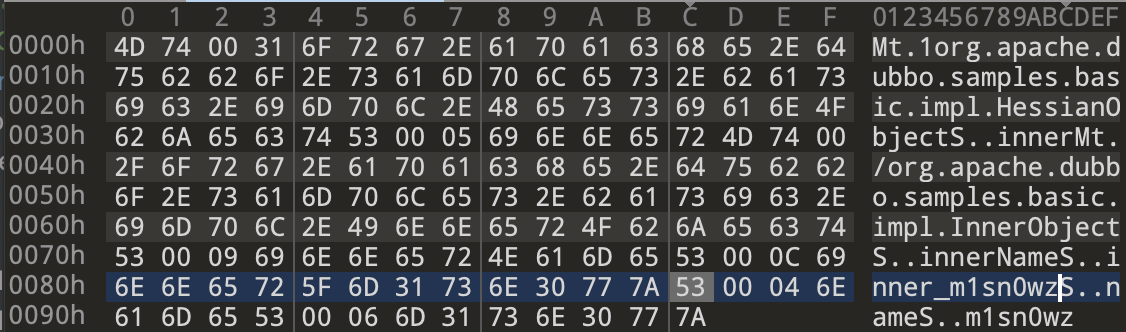 0 1 2 3 4 5 6 7 8 9 A B C D E F 0123456789ABCDEF
0000h 4D 74 00 31 6F 72 67 2E 61 70 61 63 68 65 2E 64 Mt.1org.apache.d
0010h 75 62 62 6F 2E 73 61 6D 70 6C 65 73 2E 62 61 73 ubbo.samples.bas
0020h 69 63 2E 69 6D 70 6C 2E 48 65 73 73 69 61 6E 4F ic.impl.HessianO
0030h 62 6A 65 63 74 53 00 05 69 6E 6E 65 72 4D 74 00 bjectS..innerMt.
0040h 2F 6F 72 67 2E 61 70 61 63 68 65 2E 64 75 62 62 /org.apache.dubb
0050h 6F 2E 73 61 6D 70 6C 65 73 2E 62 61 73 69 63 2E o.samples.basic.
0060h 69 6D 70 6C 2E 49 6E 6E 65 72 4F 62 6A 65 63 74 impl.InnerObject
0070h 53 00 09 69 6E 6E 65 72 4E 61 6D 65 53 00 0C 69 S..innerNameS..i
0080h 6E 6E 65 72 5F 6D 31 73 6E 30 77 7A 53 00 04 6E nner_m1sn0wzS..n
0090h 61 6D 65 53 00 06 6D 31 73 6E 30 77 7A ameS..m1sn0wz